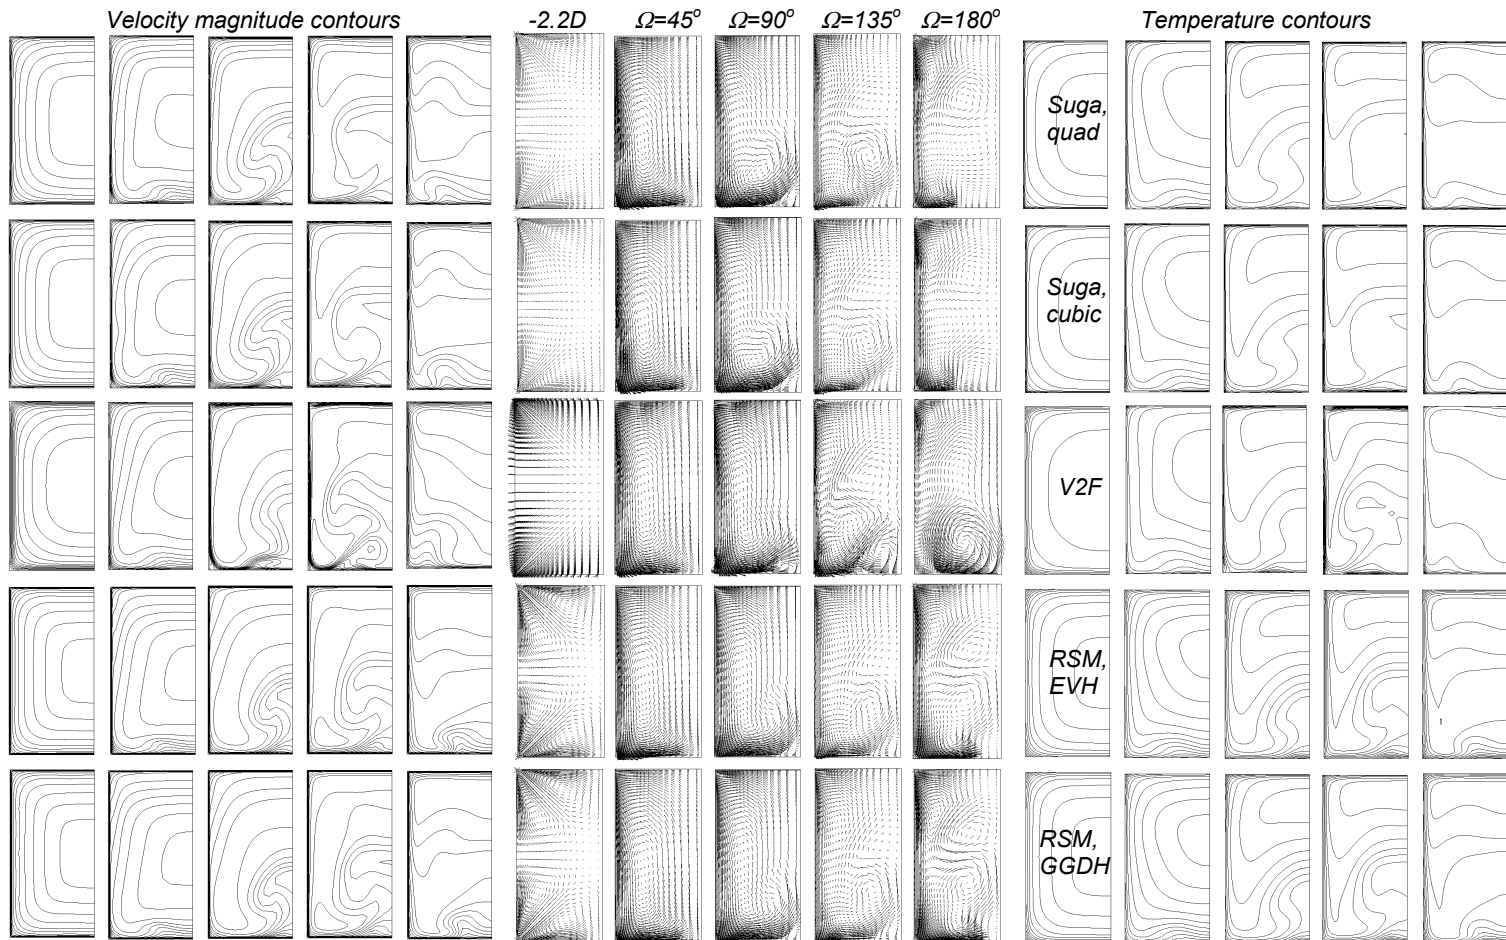 Velocity magnitude contours
-2.2D
Ω=45°
Ω=90°
Ω=135°
Ω=180°
Temperature contours
Suga,
quad
Suga,
cubic
V2F
RSM,
EVH
RSM,
GGDH